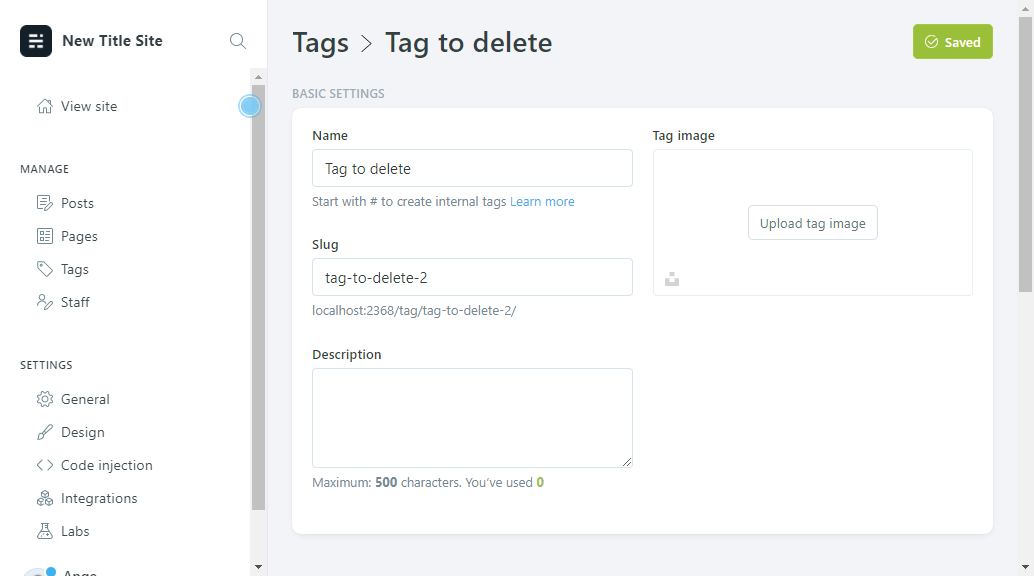 New Title Site
View site
MANAGE
Posts
Pages
Tags
Staff
SETTINGS
General
Design
Code injection
Integrations
Labs
Ange
Tags > Tag to delete
Saved
BASIC SETTINGS
Name
Tag to delete
Start with # to create internal tags Learn more
Slug
tag-to-delete-2
localhost:2368/tag/tag-to-delete-2/
Description
Maximum: 500 characters. You've used 0
Tag image
Upload tag image